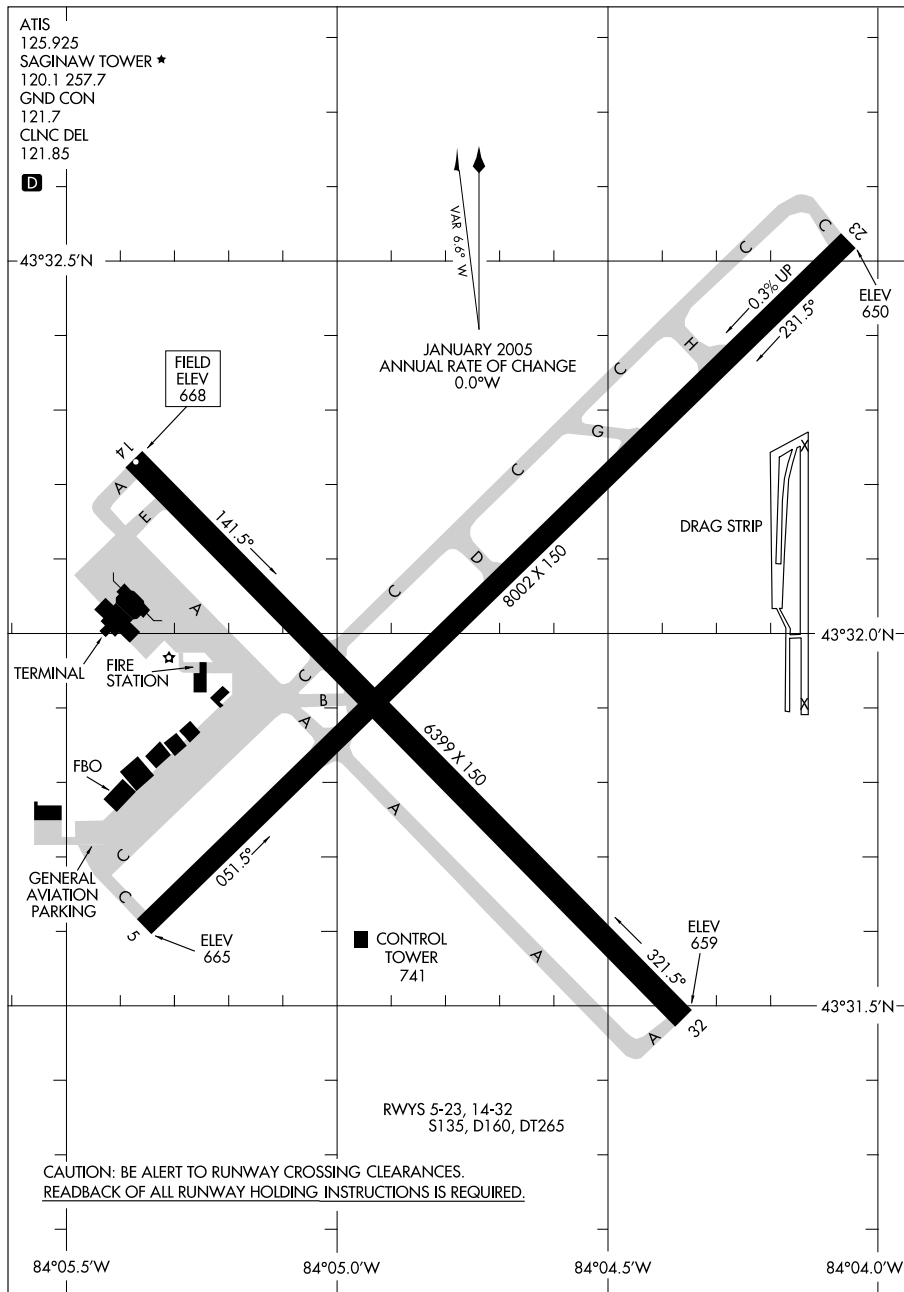 ATIS
125.925
SAGINAW TOWER ★
120.1 257.7
GND CON
121.7
CLNC DEL
121.85
D
VAR 6.6° W
JANUARY 2005
ANNUAL RATE OF CHANGE
0.0°W
43°32.5'N
C
C
23
ELEV
650
0.3% UP
231.5°
H
C
G
C
D
C
8002 X 150
FIELD
ELEV
668
14
A
E
141.5°
A
DRAG STRIP
X
X
43°32.0'N
TERMINAL
FIRE
STATION
C
B
A
6399 X 150
FBO
A
C
C
GENERAL
AVIATION
PARKING
051.5°
5
ELEV
665
CONTROL
TOWER
741
A
ELEV
659
321.5°
43°31.5'N
A
32
RWYS 5-23, 14-32
S135, D160, DT265
CAUTION: BE ALERT TO RUNWAY CROSSING CLEARANCES.
READBACK OF ALL RUNWAY HOLDING INSTRUCTIONS IS REQUIRED.
84°05.5'W
84°05.0'W
84°04.5'W
84°04.0'W